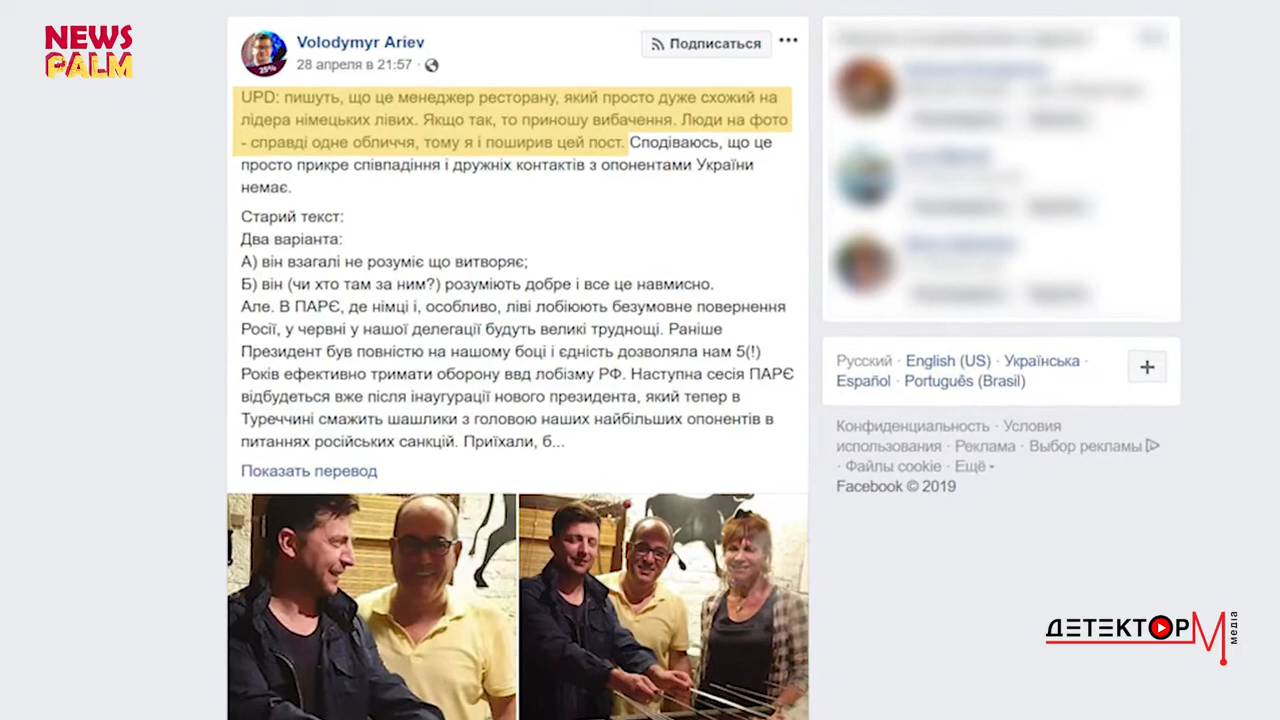 NEWS
PALM
Volodymyr Ariev
28 апреля в 21:57 ·
Подписаться
UPD: пишуть, що це менеджер ресторану, який просто дуже схожий на
лідера німецьких лівих. Якщо так, то приношу вибачення. Люди на фото
- справді одне обличчя, тому я і поширив цей пост. Сподіваюсь, що це
просто прикре співпадіння і дружніх контактів з опонентами України
немає.
Старий текст:
Два варіанта:
А) він взагалі не розуміє що витворяє;
Б) він (чи хто там за ним?) розуміють добре і все це навмисно.
Але. В ПАРЄ, де німці і, особливо, ліві лобіюють безумовне повернення
Росії, у червні у нашої делегації будуть великі труднощі. Раніше
Президент був повністю на нашому боці і єдність дозволяла нам 5(!)
Років ефективно тримати оборону ввд лобізму РФ. Наступна сесія ПАРЄ
відбудеться вже після інаугурації нового президента, який тепер в
Туреччині смажить шашлики з головою наших найбільших опонентів в
питаннях російських санкцій. Приїхали, б...
Показать перевод
Русский · English (US) · Українська ·
Español · Português (Brasil)
Конфиденциальность · Условия
использования · Реклама · Выбор рекламы
· Файлы cookie · Ещё
Facebook © 2019
ДЕТЕКТОР М
медіа